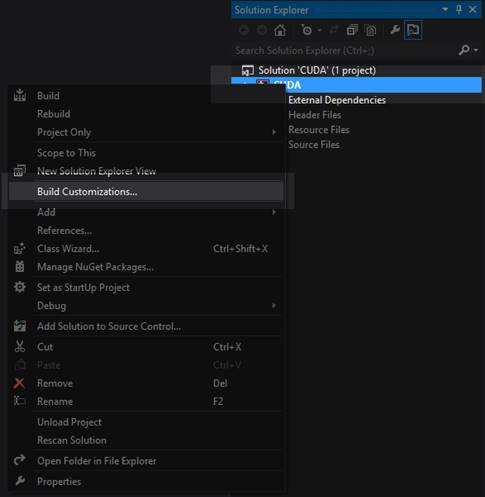 Solution Explorer
Search Solution Explorer (Ctrl+;)
Solution 'CUDA' (1 project)
CUDA
External Dependencies
Header Files
Resource Files
Source Files
Build
Rebuild
Project Only
Scope to This
New Solution Explorer View
Build Customizations...
Add
References...
Class Wizard... Ctrl+Shift+X
Manage NuGet Packages...
Set as StartUp Project
Debug
Add Solution to Source Control...
Cut Ctrl+X
Paste Ctrl+V
Remove Del
Rename F2
Unload Project
Rescan Solution
Open Folder in File Explorer
Properties